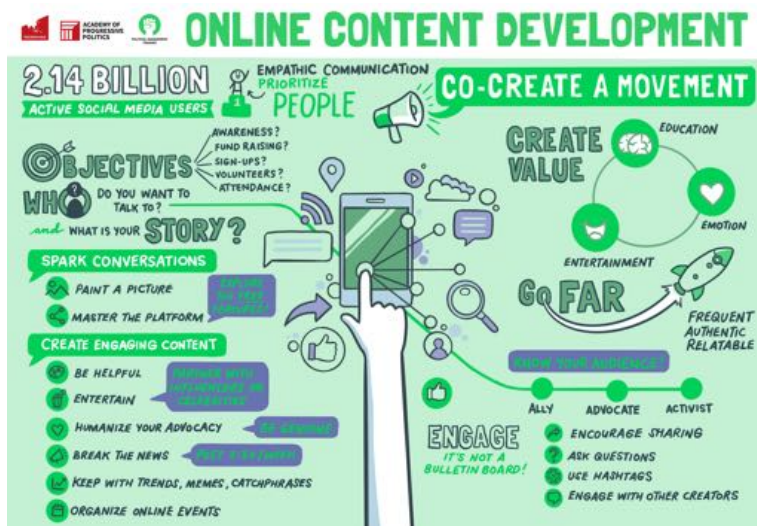 ACADEMY OF
PROGRESSIVE
POLITICS
ONLINE CONTENT DEVELOPMENT
2.14 BILLION
ACTIVE SOCIAL MEDIA USERS
1
EMPATHIC COMMUNICATION
PRIORITIZE
PEOPLE
CO-CREATE A MOVEMENT
OBJECTIVES
AWARENESS?
FUND RAISING?
SIGN-UPS?
VOLUNTEERS?
ATTENDANCE?
WHO DO YOU WANT TO
TALK TO?
and WHAT IS YOUR STORY?
SPARK CONVERSATIONS
PAINT A PICTURE
MASTER THE PLATFORM
CREATE ENGAGING CONTENT
BE HELPFUL
PARTNER WITH
INFLUENCERS OR
CELEBRITIES
ENTERTAIN
HUMANIZE YOUR ADVOCACY
BE GENUINE
BREAK THE NEWS
KEEP WITH TRENDS, MEMES, CATCHPHRASES
ORGANIZE ONLINE EVENTS
CREATE
VALUE
EDUCATION
EMOTION
ENTERTAINMENT
GO FAR
FREQUENT
AUTHENTIC
RELATABLE
KNOW YOUR AUDIENCE!
ALLY
ADVOCATE
ACTIVIST
ENGAGE
IT'S NOT A
BULLETIN BOARD!
ENCOURAGE SHARING
ASK QUESTIONS
USE HASHTAGS
ENGAGE WITH OTHER CREATORS